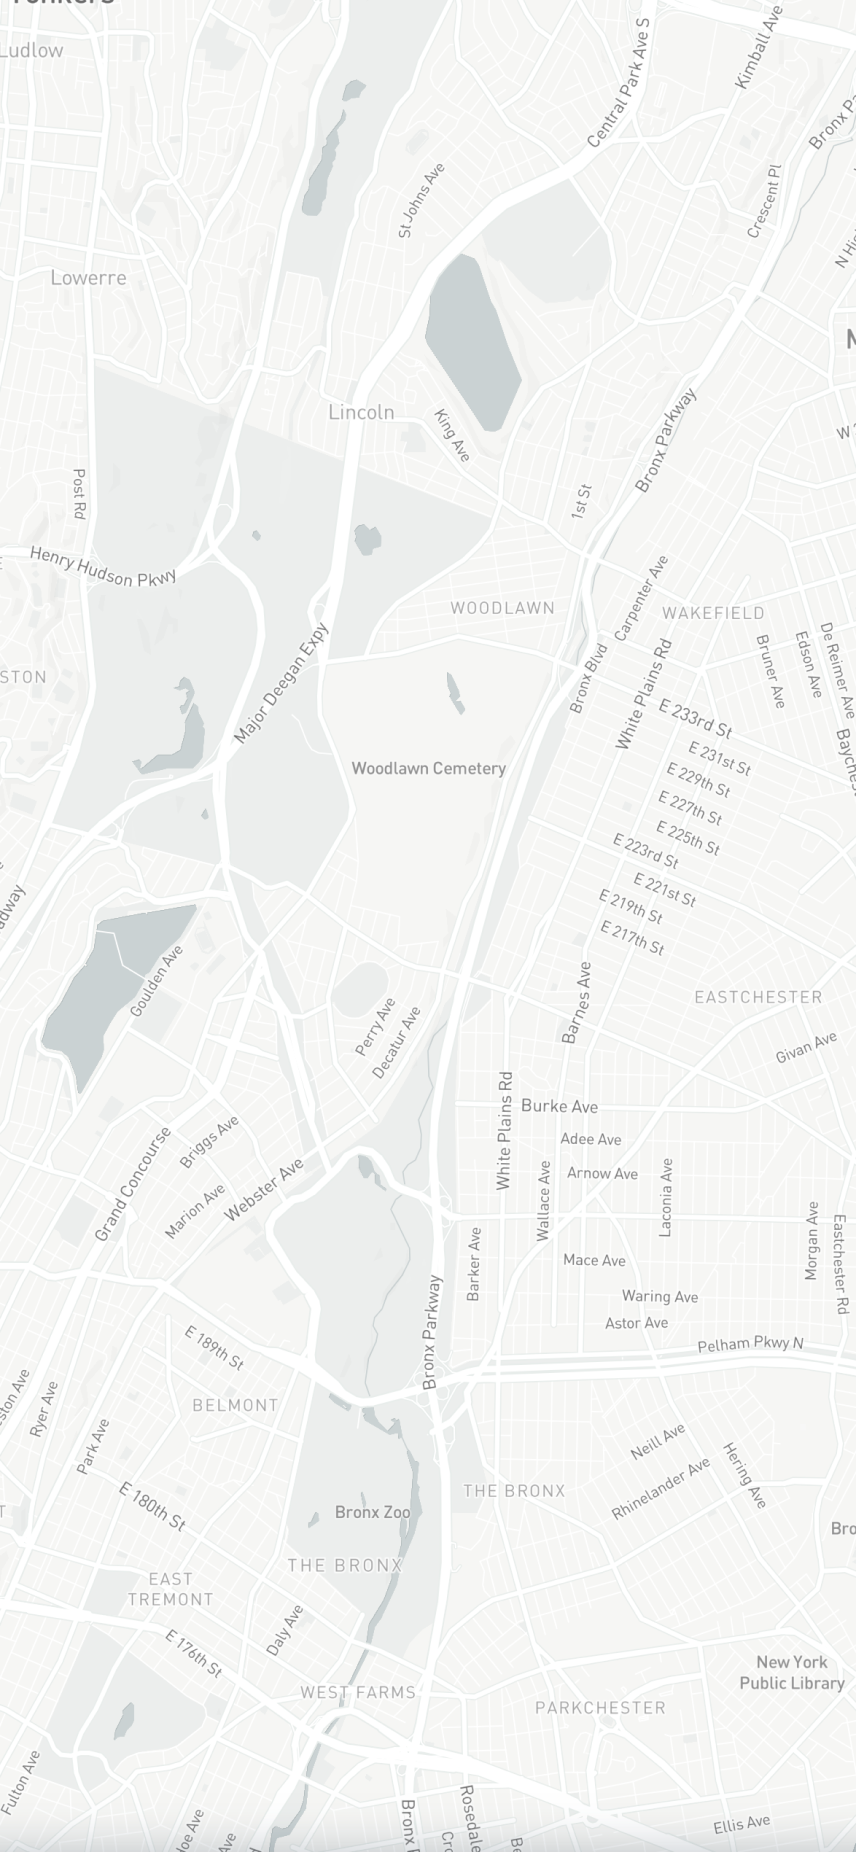 Ludlow
Central Park Ave S
Kimball Ave
St Johns Ave
Crescent Pl
Lowerre
Lincoln
King Ave
Bronx Parkway
Post Rd
1st St
Henry Hudson Pkwy
Carpenter Ave
WOODLAWN
WAKEFIELD
Major Deegan Expy
Bronx Blvd
White Plains Rd
Bruner Ave
Edson Ave
De Reimer Ave
E 233rd St
E 231st St
Woodlawn Cemetery
E 229th St
E 227th St
E 225th St
E 223rd St
E 221st St
E 219th St
E 217th St
Goulden Ave
Barnes Ave
EASTCHESTER
Perry Ave
Decatur Ave
Givan Ave
White Plains Rd
Burke Ave
Adee Ave
Briggs Ave
Grand Concourse
Webster Ave
Marion Ave
Wallace Ave
Arnow Ave
Laconia Ave
Morgan Ave
Eastchester Rd
Barker Ave
Mace Ave
Waring Ave
Astor Ave
Bronx Parkway
Pelham Pkwy N
E 189th St
Ryer Ave
BELMONT
Park Ave
Neill Ave
Hering Ave
Rhinelander Ave
THE BRONX
E 180th St
Bronx Zoo
THE BRONX
EAST
TREMONT
Daly Ave
E 176th St
New York
Public Library
WEST FARMS
PARKCHESTER
Fulton Ave
Rosedale
Ellis Ave